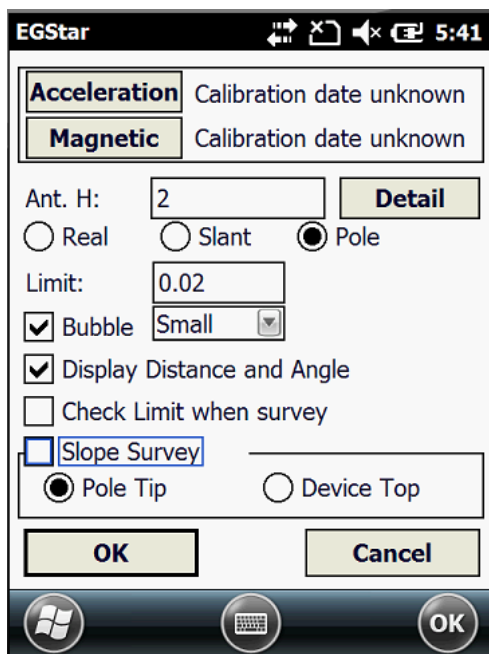 EGStar 5:41
Acceleration Calibration date unknown
Magnetic Calibration date unknown
Ant. H: 2 Detail
Real Slant Pole
Limit: 0.02
Bubble Small
Display Distance and Angle
Check Limit when survey
Slope Survey
Pole Tip Device Top
OK Cancel
OK